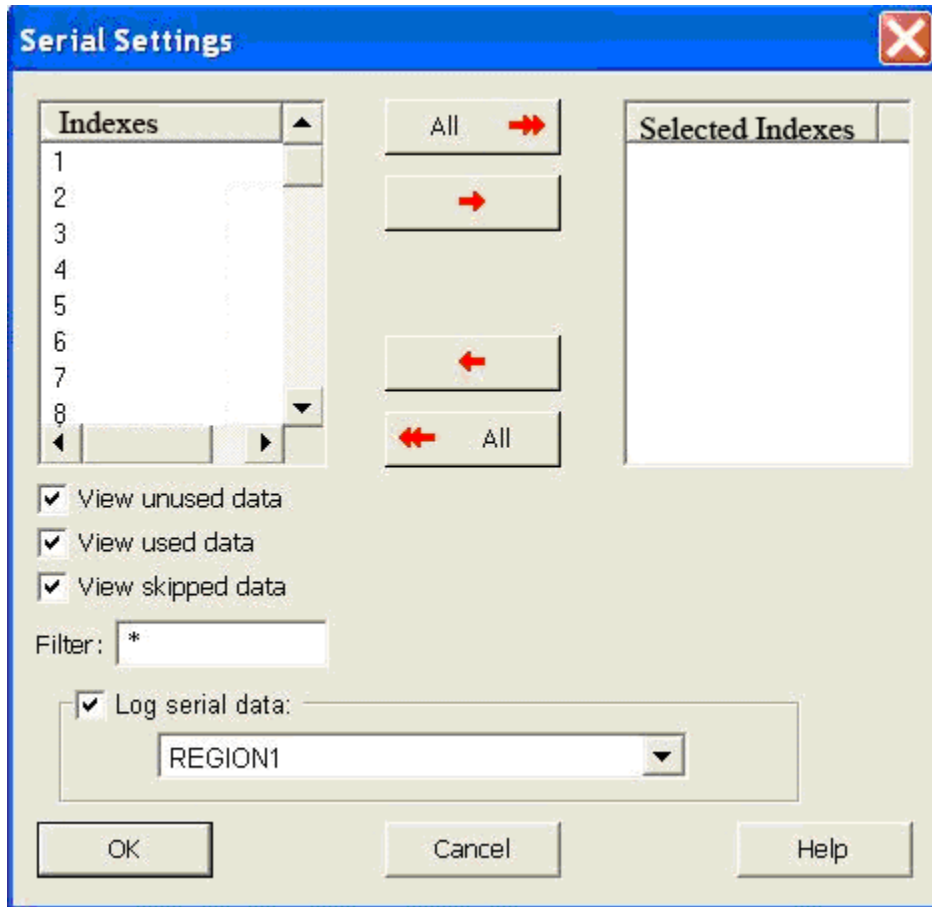 Serial Settings
Indexes
1
2
3
4
5
6
7
8
All
Selected Indexes
All
View unused data
View used data
View skipped data
Filter: *
Log serial data:
REGION1
OK Cancel Help